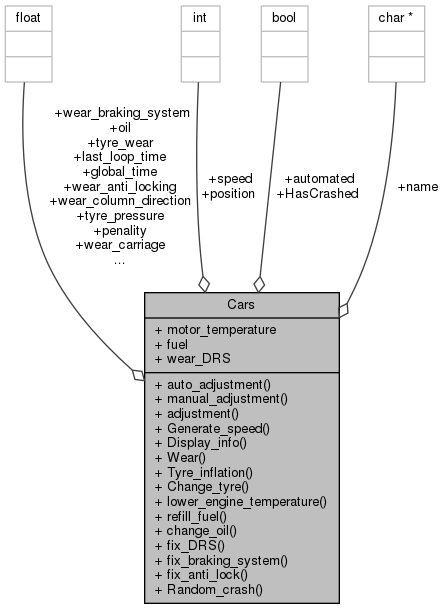 float
int
bool
char *
+wear_braking_system
+oil
+tyre_wear
+last_loop_time
+global_time
+wear_anti_locking
+wear_column_direction
+tyre_pressure
+penality
+wear_carriage
...
+speed
+position
+automated
+HasCrashed
+name
Cars
+ motor_temperature
+ fuel
+ wear_DRS
+ auto_adjustment()
+ manual_adjustment()
+ adjustment()
+ Generate_speed()
+ Display_info()
+ Wear()
+ Tyre_inflation()
+ Change_tyre()
+ lower_engine_temperature()
+ refill_fuel()
+ change_oil()
+ fix_DRS()
+ fix_braking_system()
+ fix_anti_lock()
+ Random_crash()